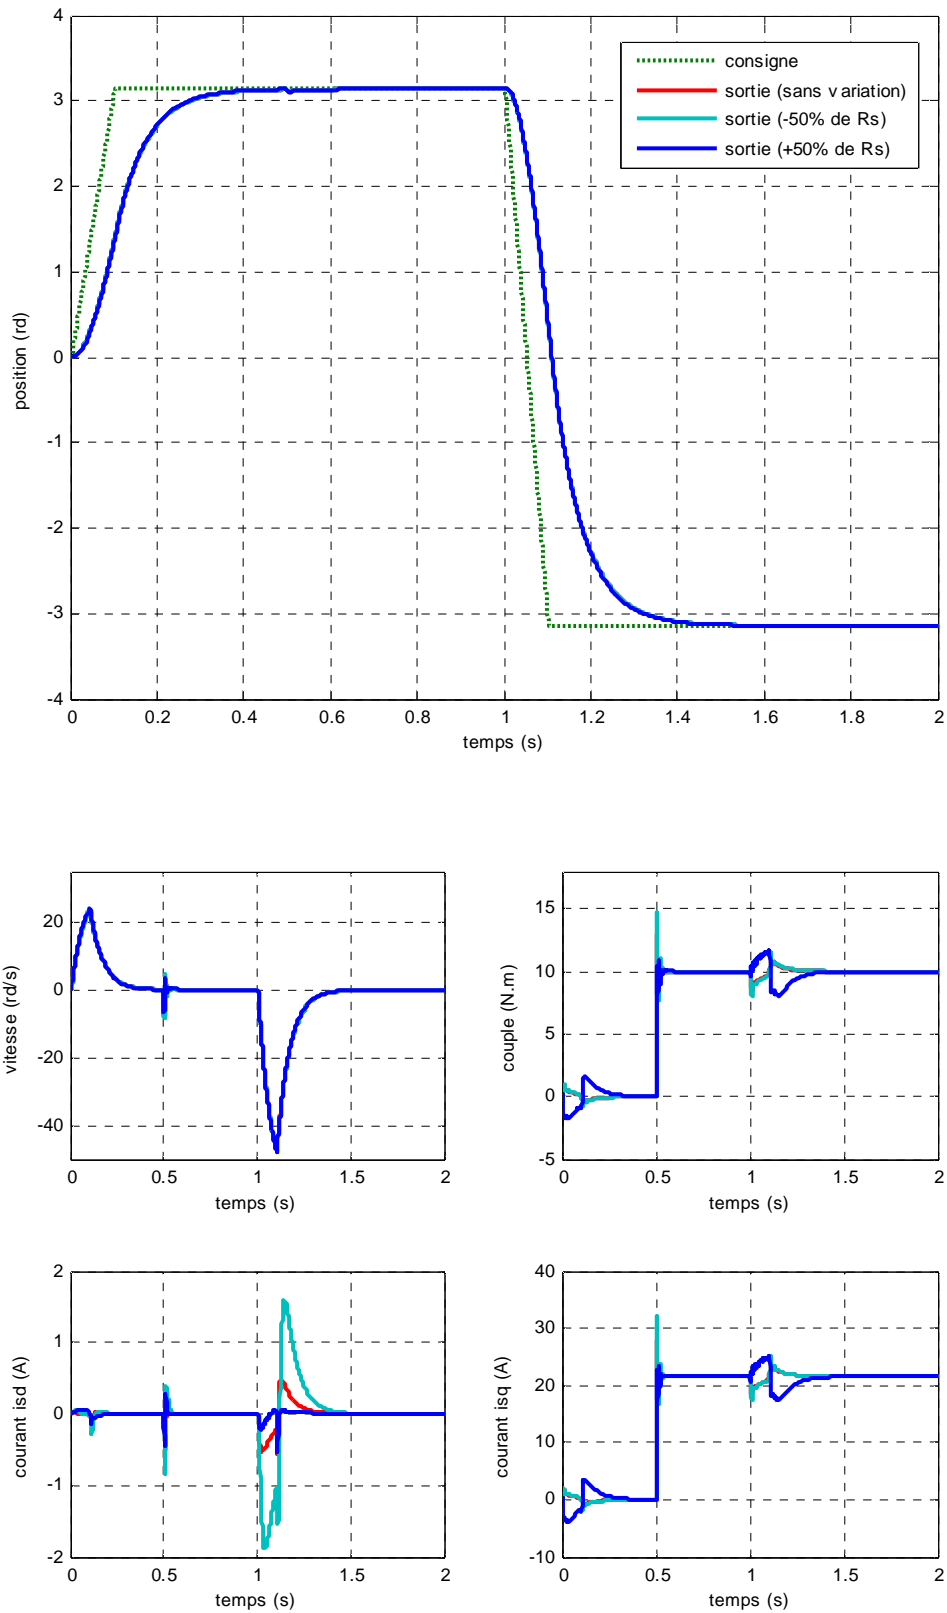 4
3
2
1
0
-1
-2
-3
-4
position (rd)
consigne
sortie (sans v ariation)
sortie (-50% de Rs)
sortie (+50% de Rs)
0 0.2 0.4 0.6 0.8 1 1.2 1.4 1.6 1.8 2
temps (s)
20
0
-20
-40
vitesse (rd/s)
0 0.5 1 1.5 2
temps (s)
15
10
5
0
-5
couple (N.m)
0 0.5 1 1.5 2
temps (s)
2
1
0
-1
-2
courant isd (A)
0 0.5 1 1.5 2
temps (s)
40
30
20
10
0
-10
courant isq (A)
0 0.5 1 1.5 2
temps (s)